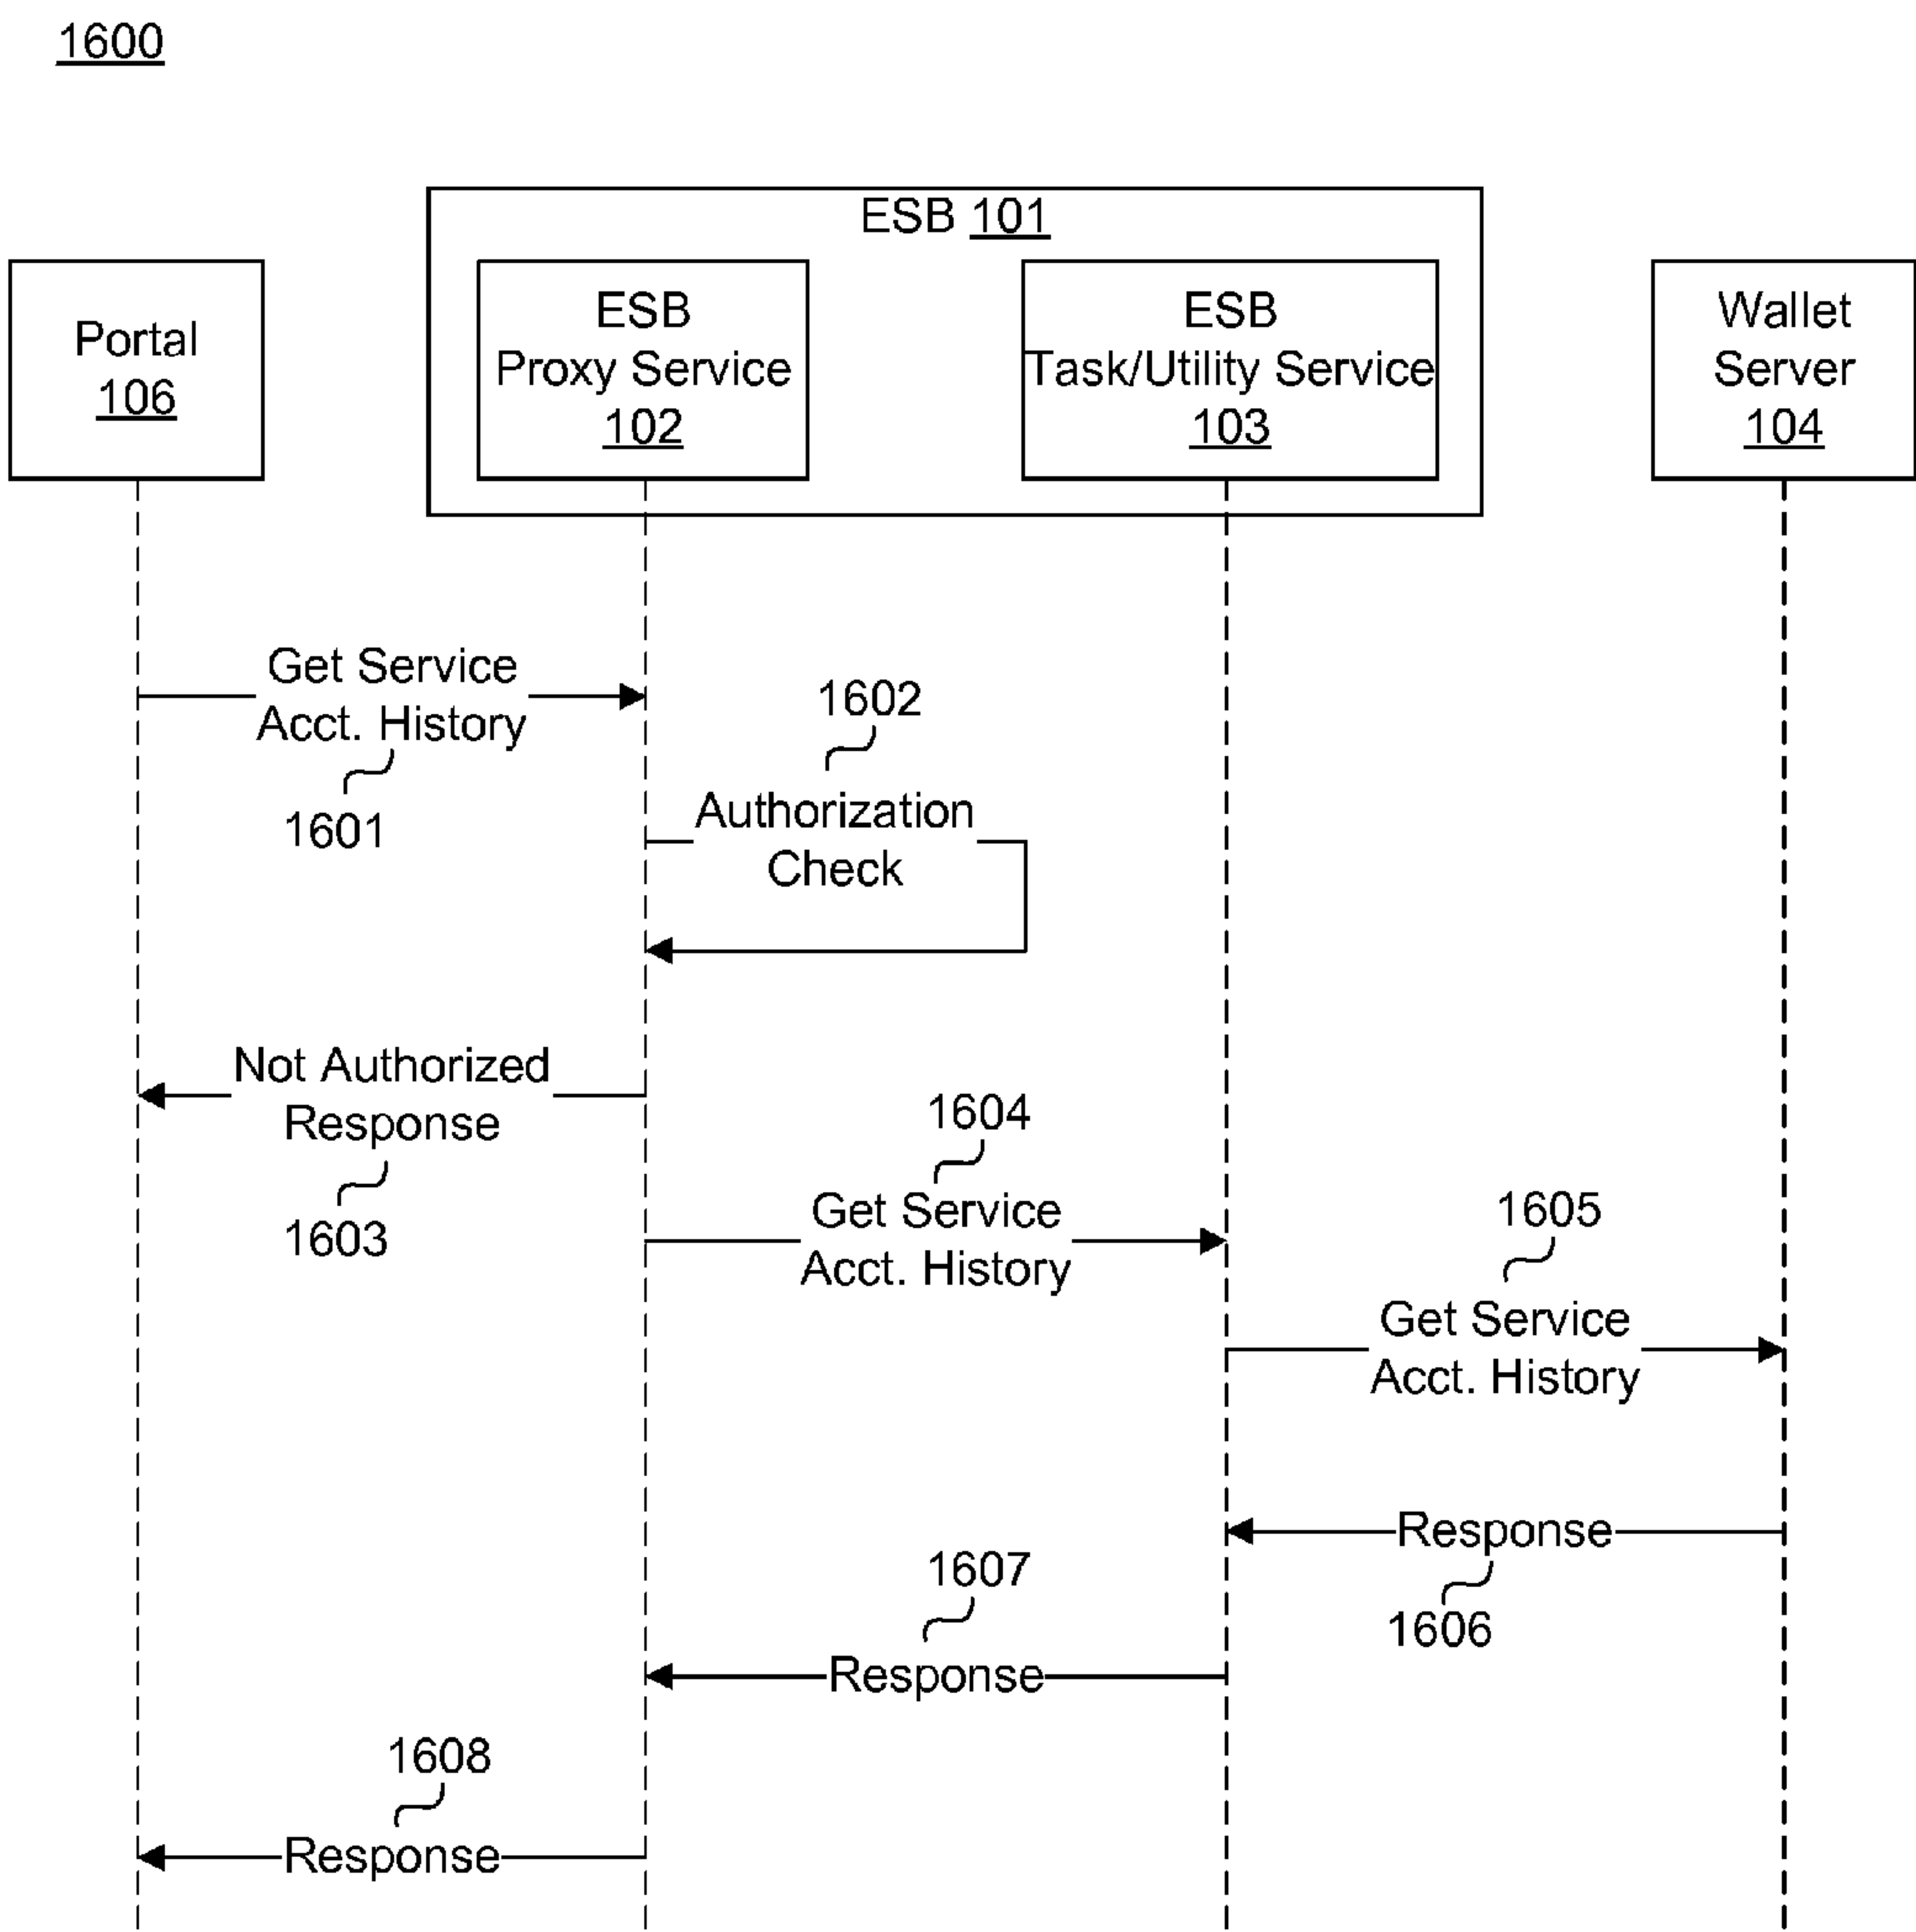 1600
ESB 101
Portal
106
ESB
Proxy Service
102
ESB
Task/Utility Service
103
Wallet
Server
104
Get Service
Acct. History
1601
1602
Authorization
Check
Not Authorized
Response
1603
1604
Get Service
Acct. History
1605
Get Service
Acct. History
Response
1606
1607
Response
1608
Response